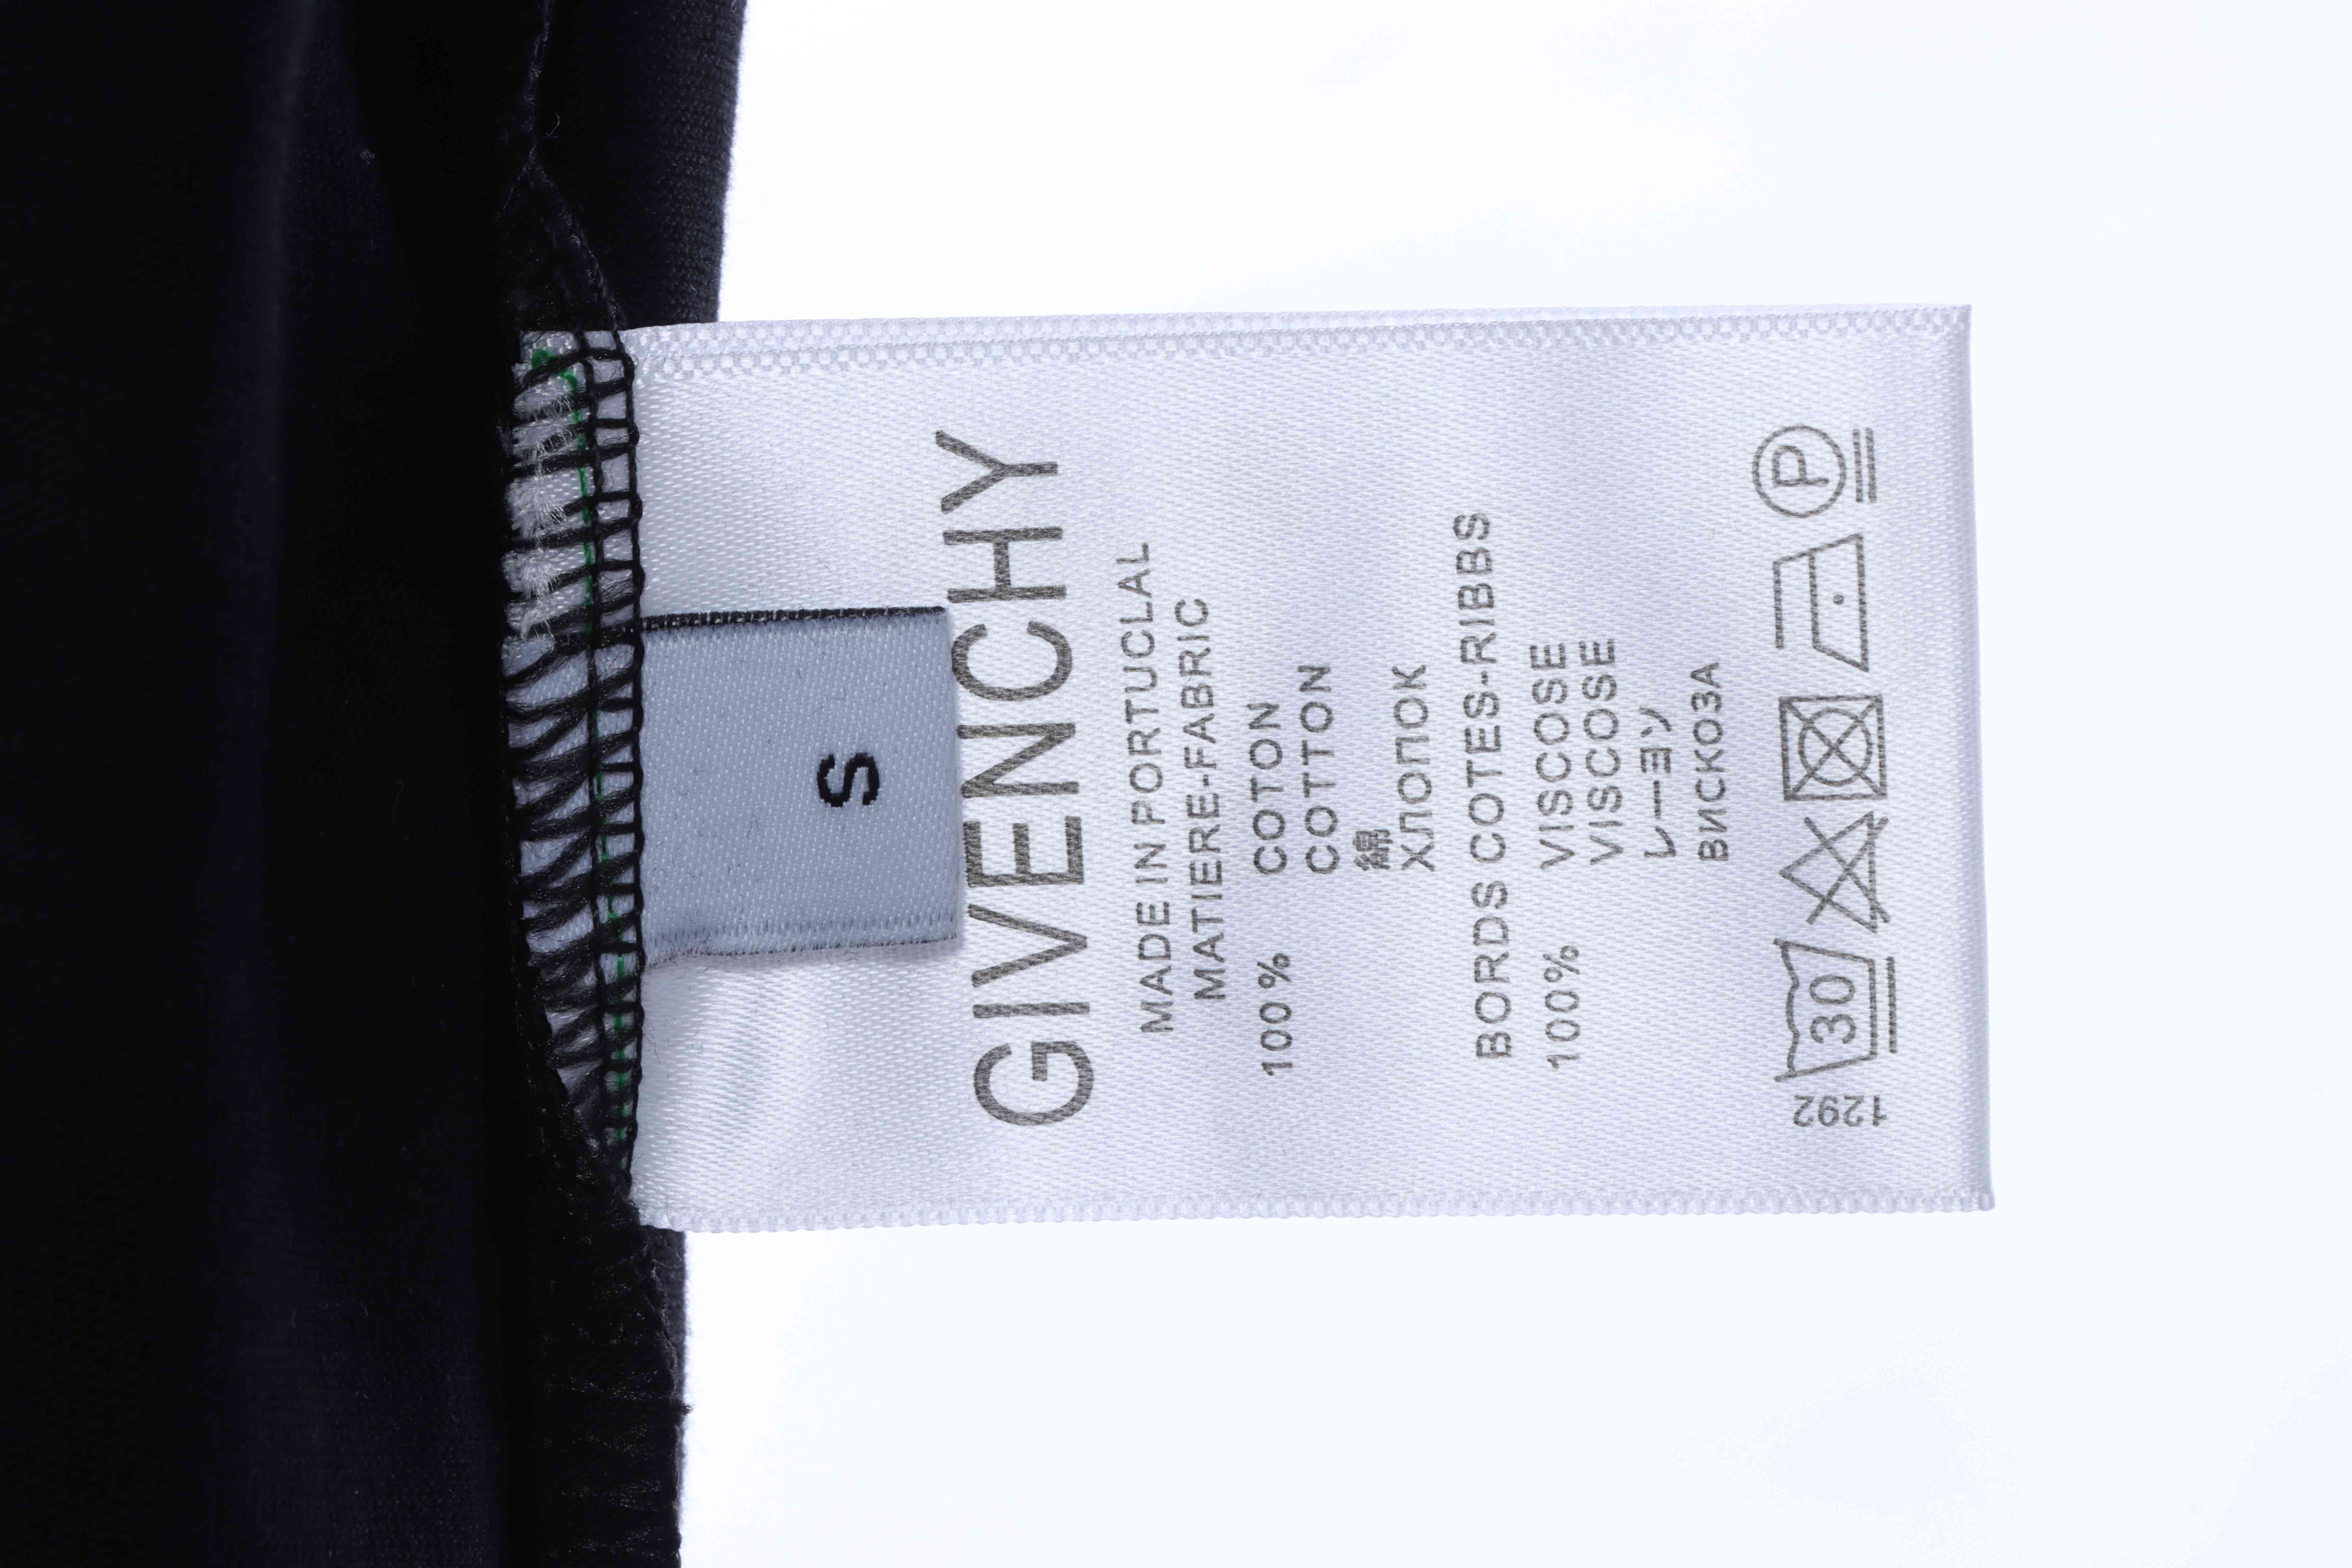 S
GIVENCHY
MADE IN PORTUCLAL
MATIERE-FABRIC
100% COTON
COTTON
綿
ХЛОПОК
BORDS COTES-RIBBS
100% VISCOSE
VISCOSE
レーヨン
ВИСКОЗА
1292 30 P